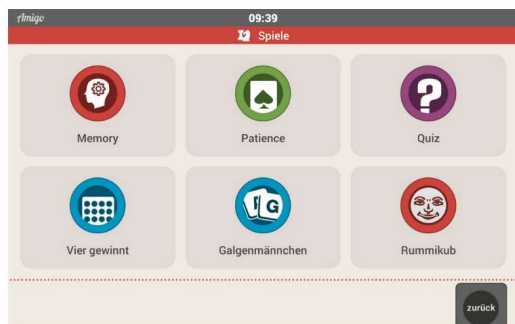 Amigo 09:39
Spiele
Memory Patience Quiz
G
Vier gewinnt Galgenmännchen Rummikub
zurück